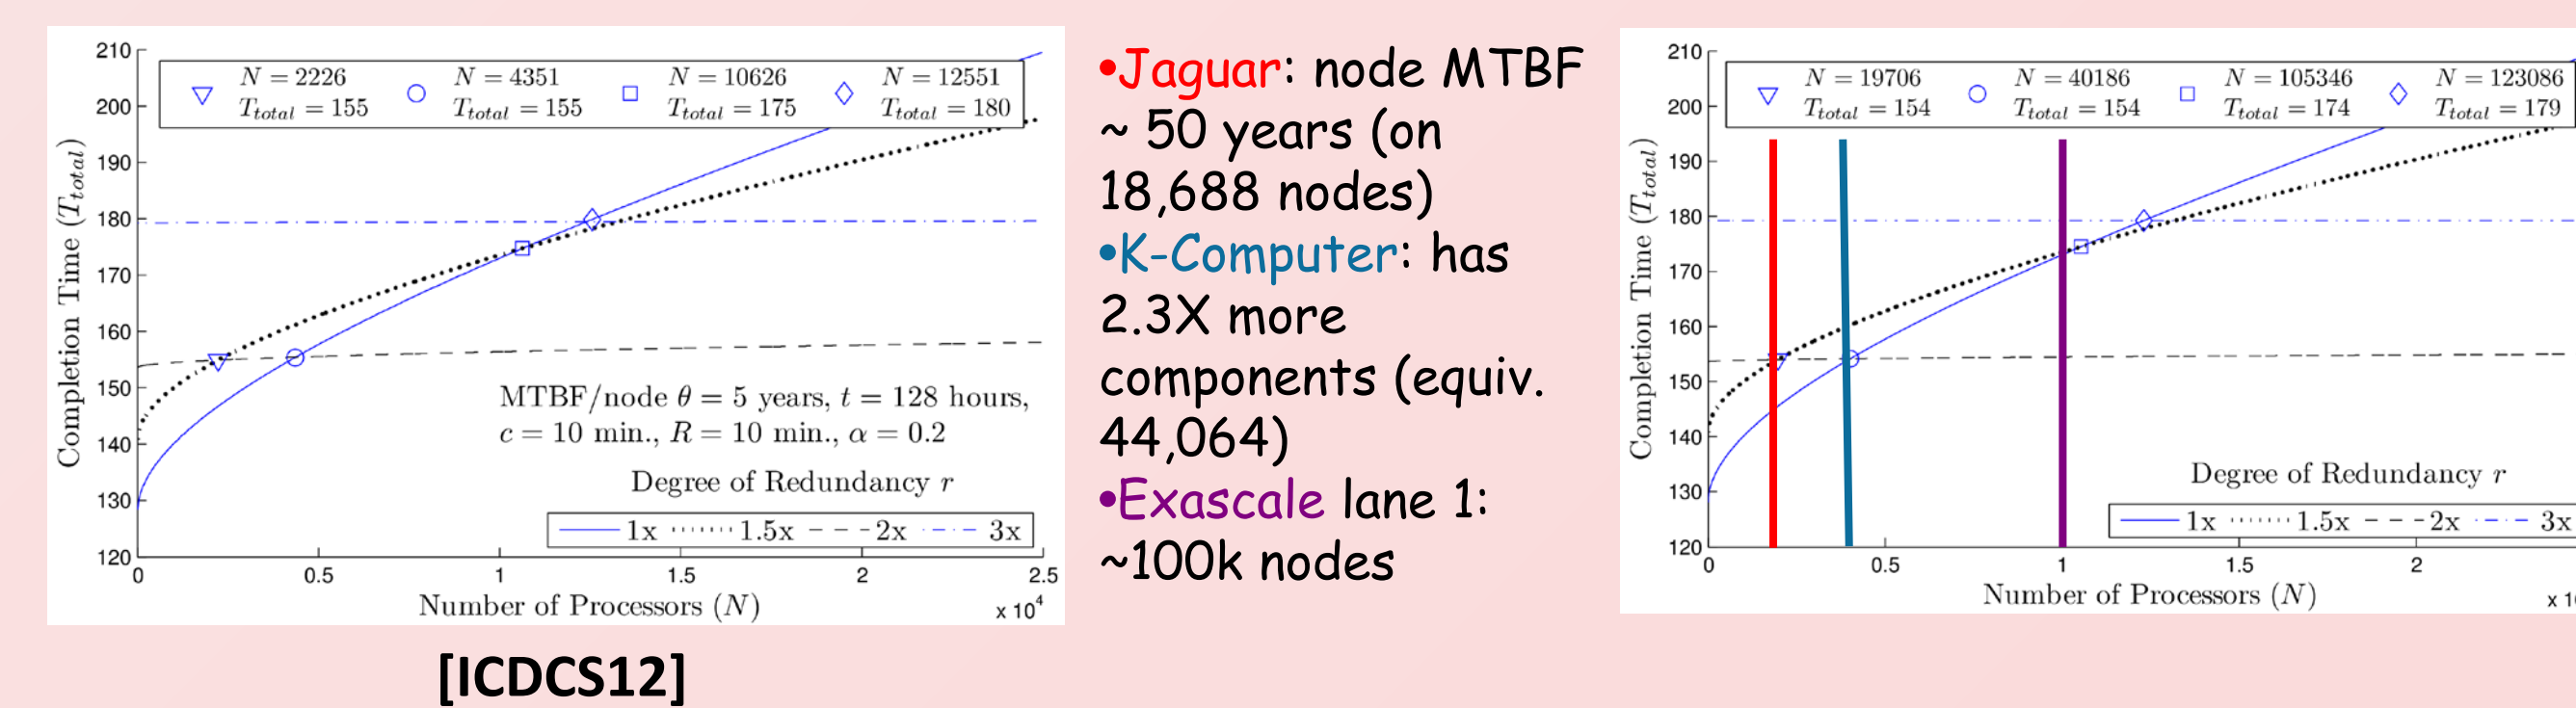 210
200
190
180
170
160
150
140
130
120
Completion Time (T_total)
N = 2226 N = 4351 N = 10626 N = 12551
T_total = 155 T_total = 155 T_total = 175 T_total = 180
MTBF/node θ = 5 years, t = 128 hours,
c = 10 min., R = 10 min., α = 0.2
Degree of Redundancy r
1x 1.5x 2x 3x
0 0.5 1 1.5 2 2.5
Number of Processors (N)
x 10^4
[ICDCS12]
•Jaguar: node MTBF
~ 50 years (on
18,688 nodes)
•K-Computer: has
2.3X more
components (equiv.
44,064)
•Exascale lane 1:
~100k nodes
210
200
190
180
170
160
150
140
130
120
Completion Time (T_total)
N = 19706 N = 40186 N = 105346 N = 123086
T_total = 154 T_total = 154 T_total = 174 T_total = 179
Degree of Redundancy r
1x 1.5x 2x 3x
0 0.5 1 1.5 2
Number of Processors (N)